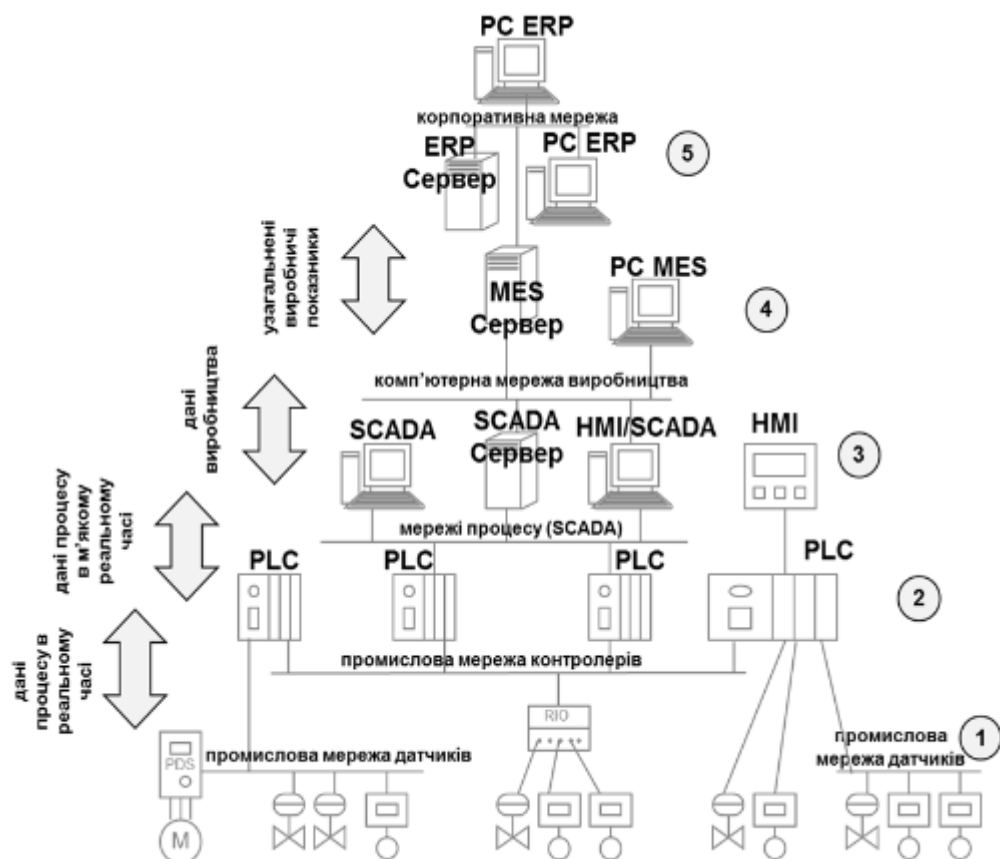 PC ERP
корпоративна мережа
ERP
Сервер
PC ERP
5
узагальнені
виробничі
показники
MES
Сервер
PC MES
4
комп’ютерна мережа виробництва
дані
виробництва
SCADA
SCADA
Сервер
HMI/SCADA
HMI
3
мережі процесу (SCADA)
дані процесу
в м’якому
реальному
часі
PLC
PLC
PLC
PLC
2
промислова мережа контролерів
дані
процесу в
реальному
часі
RIO
PDS
промислова мережа датчиків
1
промислова
мережа датчиків
M